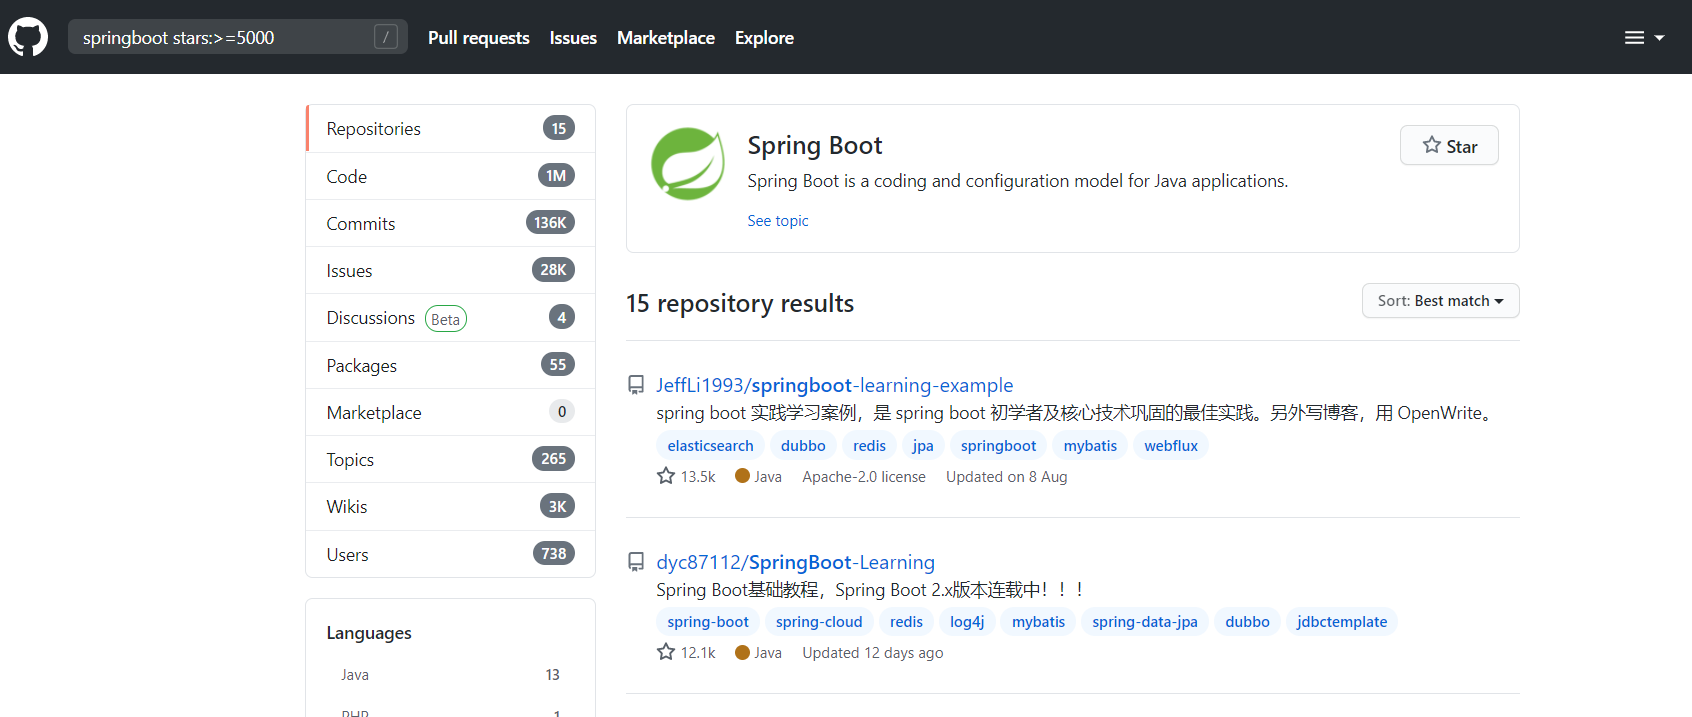 springboot stars:>=5000 /
Pull requests Issues Marketplace Explore
Repositories 15
Code 1M
Commits 136K
Issues 28K
Discussions Beta 4
Packages 55
Marketplace 0
Topics 265
Wikis 3K
Users 738
Languages
Java 13
PHP 1
Spring Boot
Star
Spring Boot is a coding and configuration model for Java applications.
See topic
15 repository results
Sort: Best match
JeffLi1993/springboot-learning-example
spring boot 实践学习案例，是 spring boot 初学者及核心技术巩固的最佳实践。另外写博客，用 OpenWrite。
elasticsearch dubbo redis jpa springboot mybatis webflux
13.5k Java Apache-2.0 license Updated on 8 Aug
dyc87112/SpringBoot-Learning
Spring Boot基础教程，Spring Boot 2.x版本连载中！！！
spring-boot spring-cloud redis log4j mybatis spring-data-jpa dubbo jdbctemplate
12.1k Java Updated 12 days ago